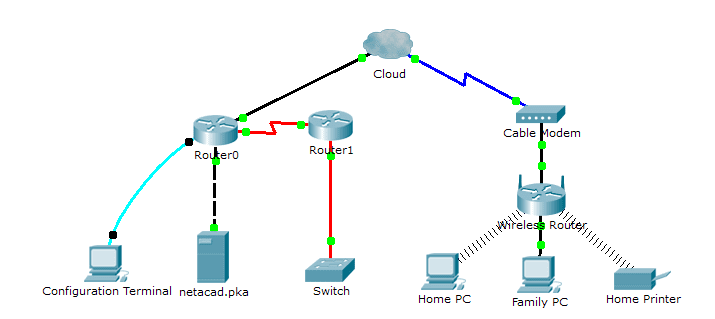 Cloud
Cable Modem
Router0
Router1
Wireless Router
Configuration Terminal
netacad.pka
Switch
Home PC
Family PC
Home Printer